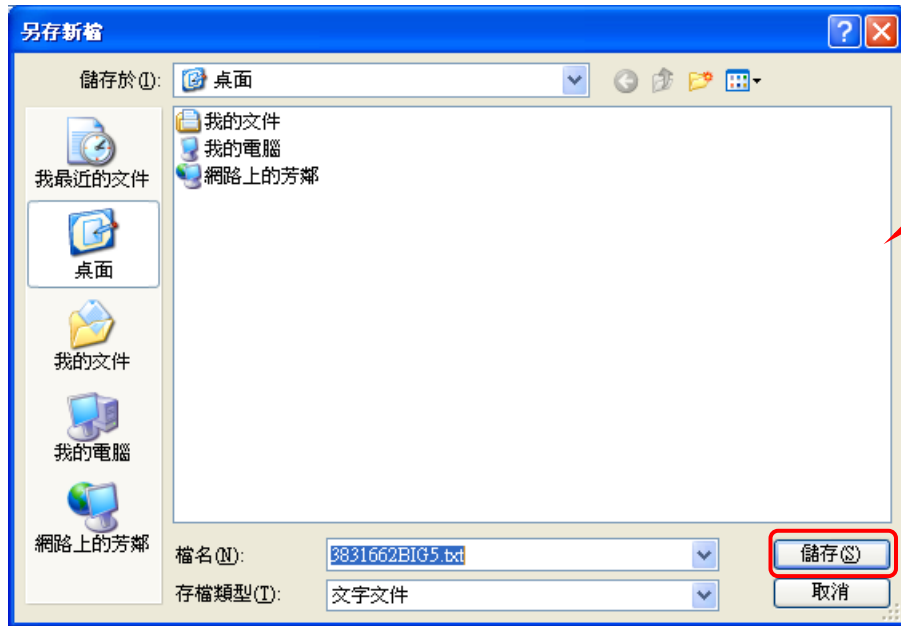 另存新檔
儲存於(I):
桌面
我最近的文件
桌面
我的文件
我的電腦
網路上的芳鄰
我的文件
我的電腦
網路上的芳鄰
檔名(N):
3831662BIG5.txt
儲存(S)
存檔類型(T):
文字文件
取消